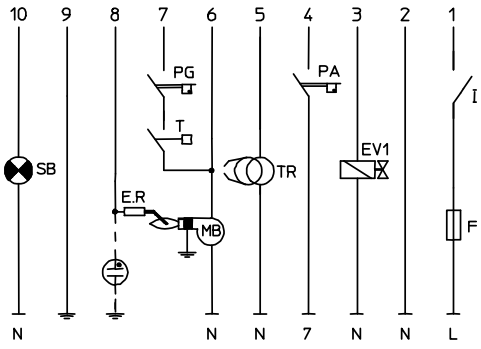 10 9 8 7 6 5 4 3 2 1
PG PA
I
T
EV1
SB TR
E.R
F
MB
N N N 7 N N L